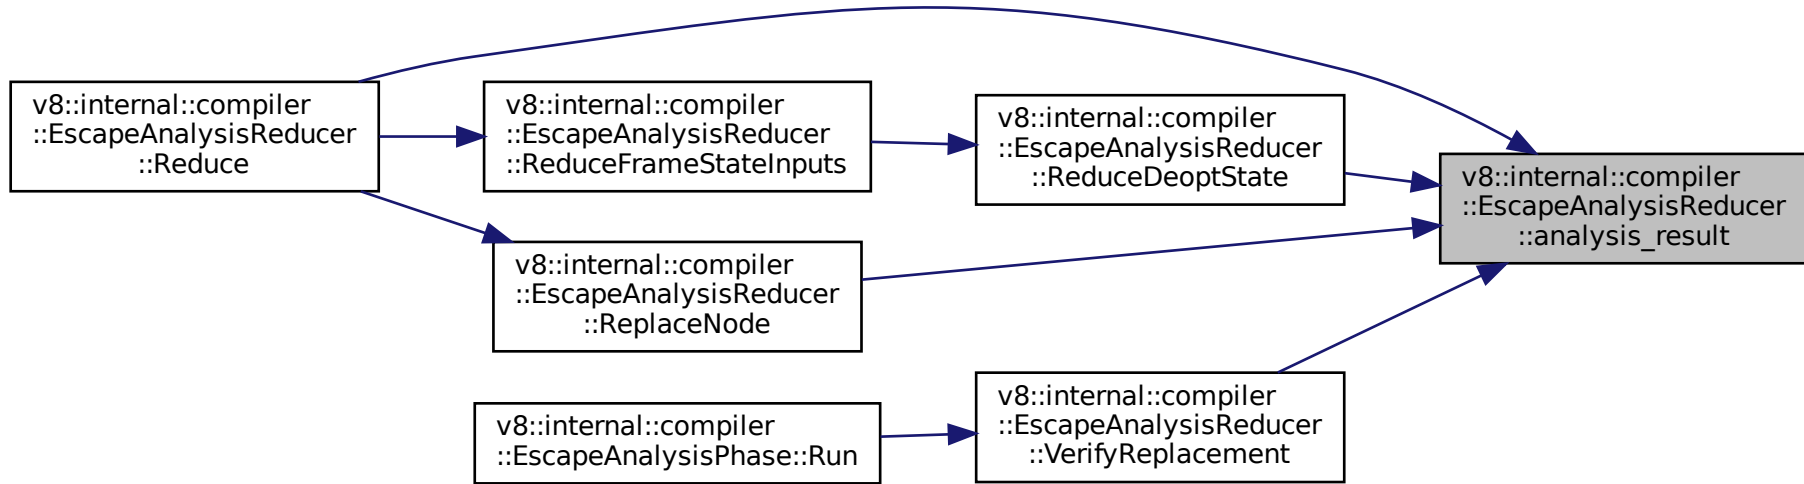 v8::internal::compiler
::EscapeAnalysisReducer
::Reduce
v8::internal::compiler
::EscapeAnalysisReducer
::ReduceFrameStateInputs
v8::internal::compiler
::EscapeAnalysisReducer
::ReduceDeoptState
v8::internal::compiler
::EscapeAnalysisReducer
::analysis_result
v8::internal::compiler
::EscapeAnalysisReducer
::ReplaceNode
v8::internal::compiler
::EscapeAnalysisPhase::Run
v8::internal::compiler
::EscapeAnalysisReducer
::VerifyReplacement